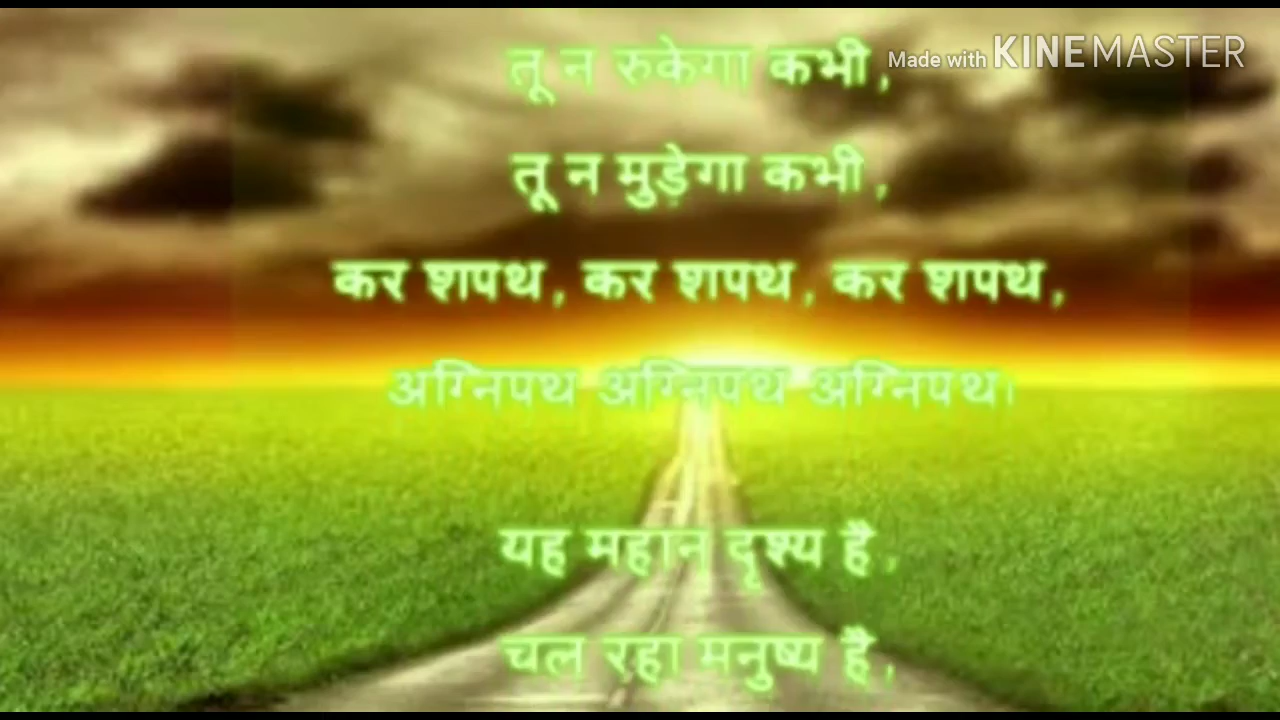 Made with KINEMASTER
तू न रुकेगा कभी,
तू न मुड़ेगा कभी,
कर शपथ, कर शपथ, कर शपथ,
अग्निपथ अग्निपथ अग्निपथ।
यह महान दृश्य है,
चल रहा मनुष्य है,